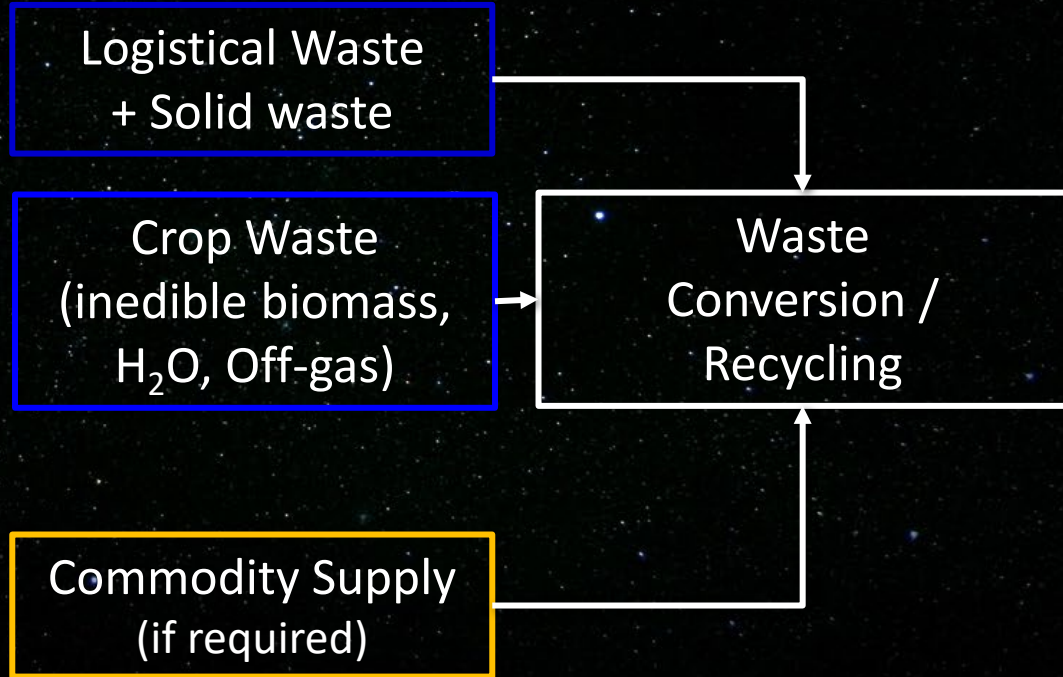 Logistical Waste
+ Solid waste
Crop Waste
(inedible biomass,
H₂O, Off-gas)
Waste
Conversion /
Recycling
Commodity Supply
(if required)